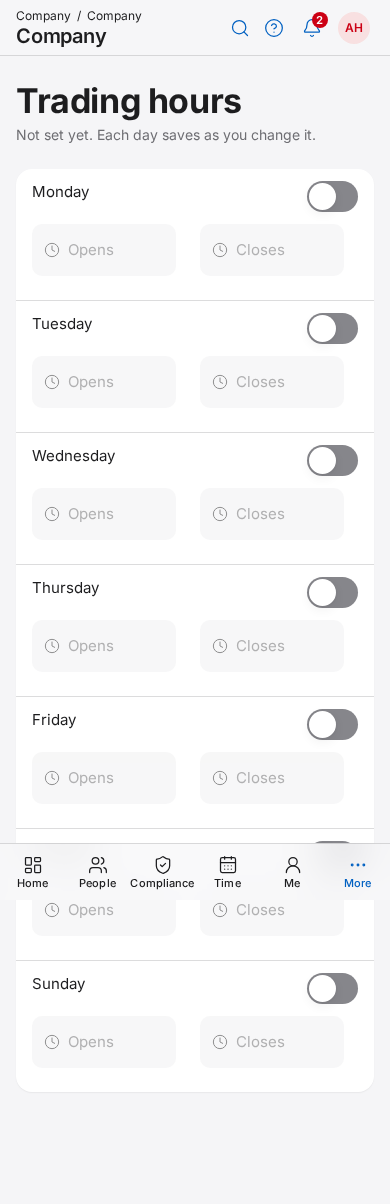 Company / Company
Company
2
AH
Trading hours
Not set yet. Each day saves as you change it.
Monday
Opens
Closes
Tuesday
Opens
Closes
Wednesday
Opens
Closes
Thursday
Opens
Closes
Friday
Opens
Closes
Home
People
Compliance
Time
Me
More
Opens
Closes
Sunday
Opens
Closes